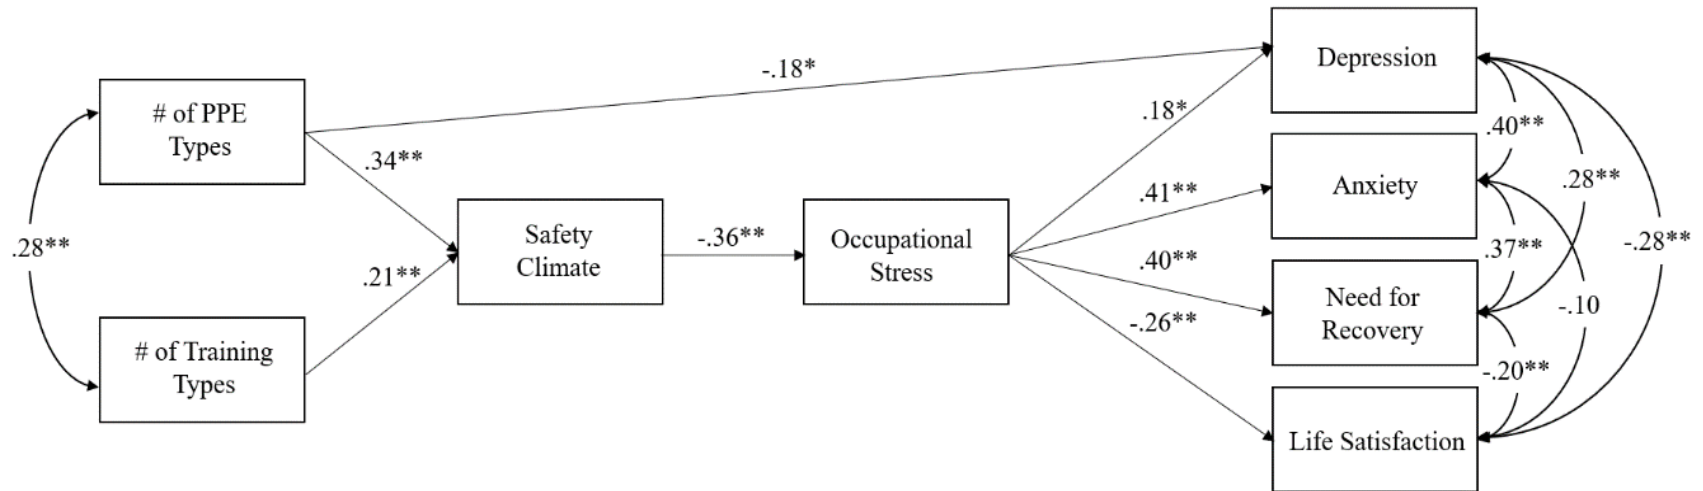 # of PPE
Types
# of Training
Types
.28**
.34**
.21**
-.18*
Safety
Climate
-.36**
Occupational
Stress
.18*
.41**
.40**
-.26**
Depression
Anxiety
Need for
Recovery
Life Satisfaction
.40**
.28**
.37**
-.28**
-.10
-.20**